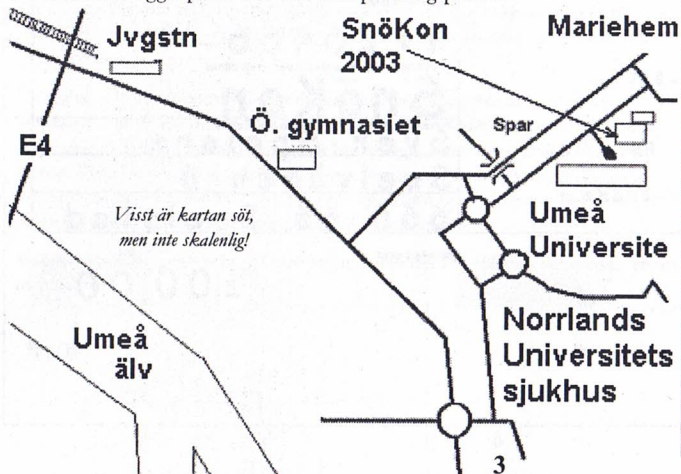 Jvgstn
SnöKon
2003
Mariehem
E4
Ö. gymnasiet
Spar
Visst är kartan söt,
men inte skalenlig!
Umeå
Universite
Umeå
älv
Norrlands
Universitets
sjukhus
3